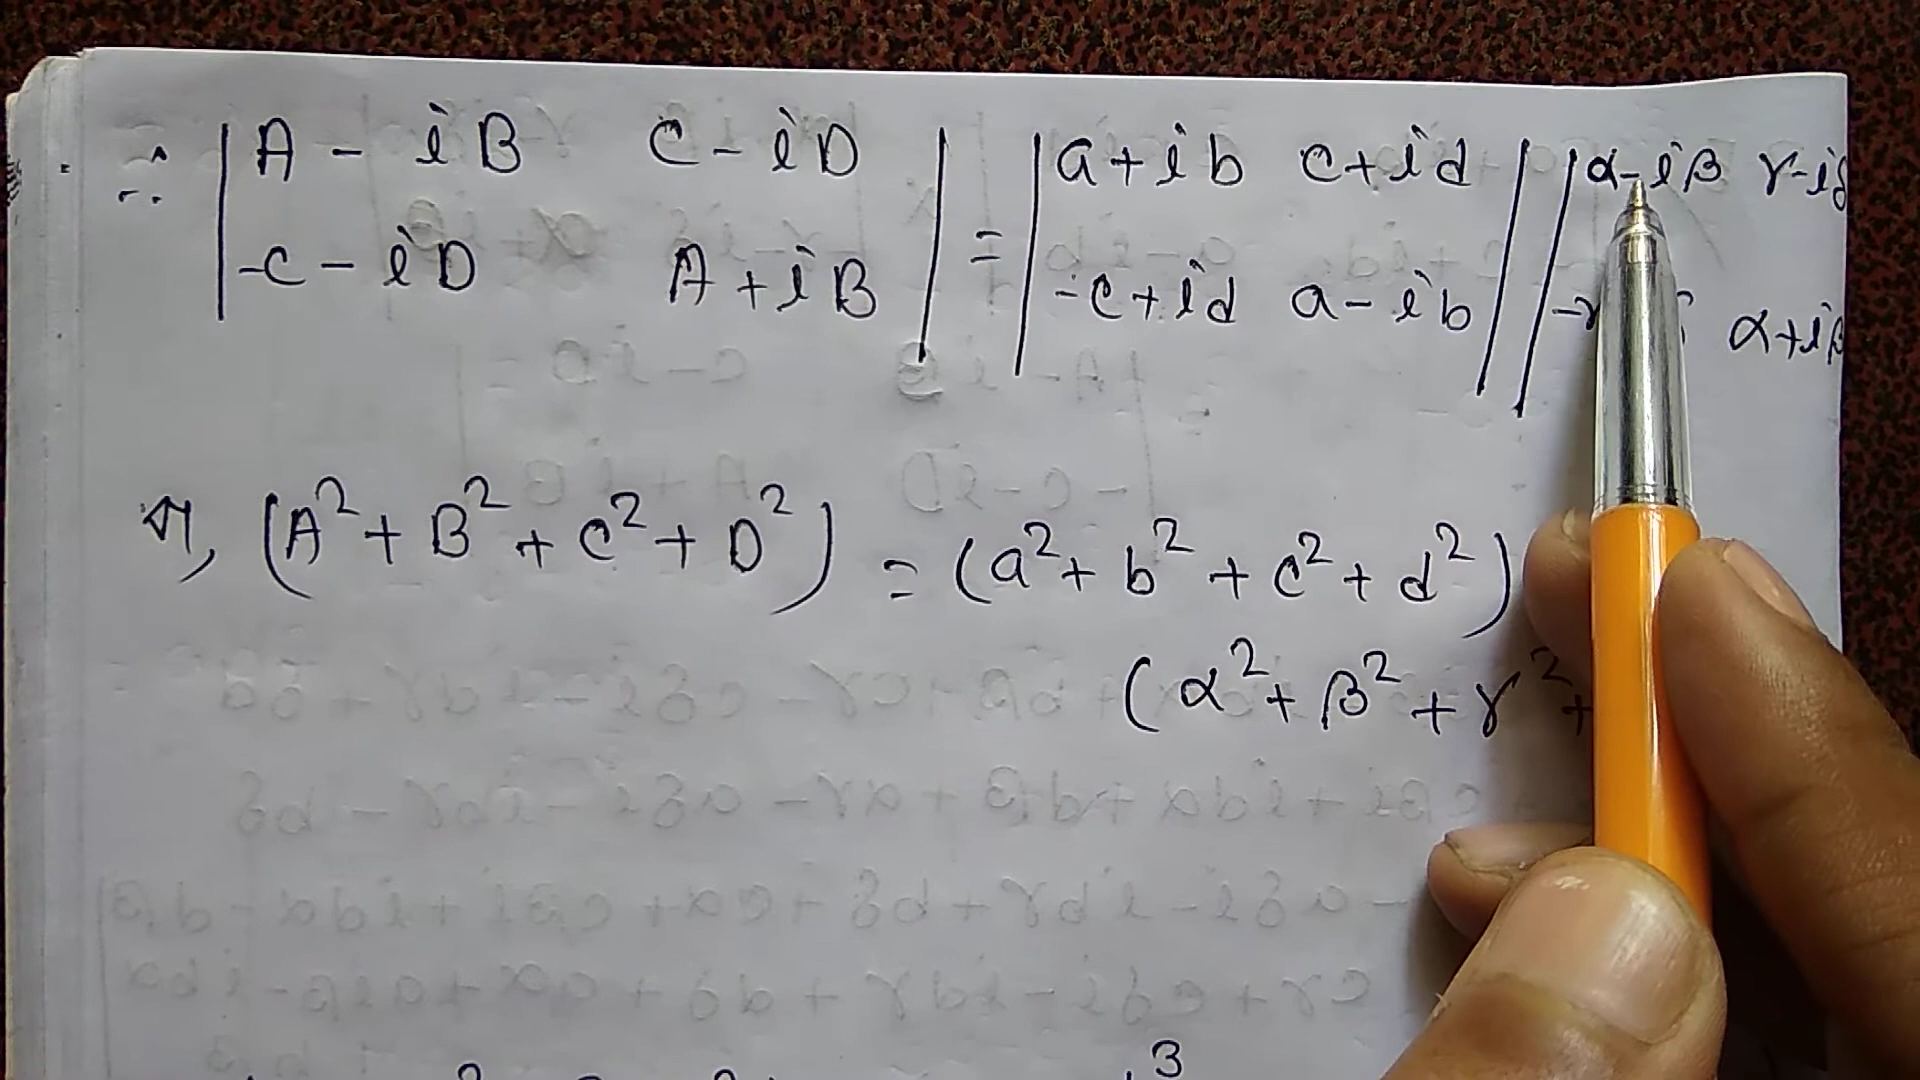 ∴ | A - iB   C - iD | = | a + ib   c + id | | α - iβ   γ - iδ
| -C - iD   A + iB |   | -c + id   a - ib | | -γ   α + iβ
বা, (A² + B² + C² + D²) = (a² + b² + c² + d²)
(α² + β² + γ² +